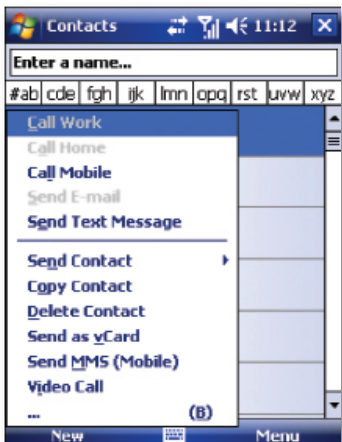 Contacts 11:12
Enter a name...
#ab cde fgh ijk lmn opq rst uvw xyz
Call Work
Call Home
Call Mobile
Send E-mail
Send Text Message
Send Contact
Copy Contact
Delete Contact
Send as vCard
Send MMS (Mobile)
Video Call
... (B)
New Menu